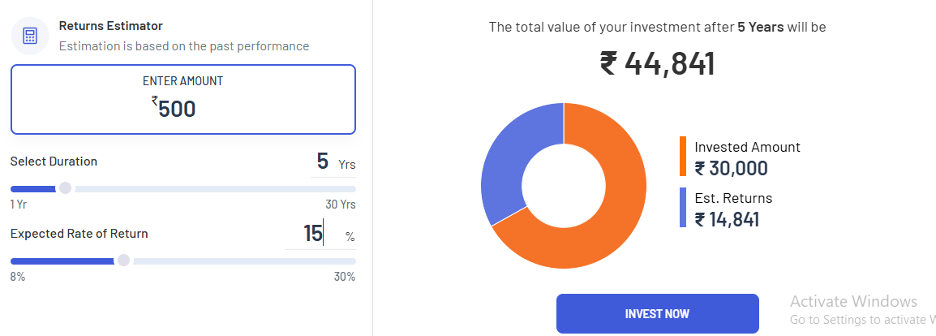 Returns Estimator
Estimation is based on the past performance
ENTER AMOUNT
₹500
Select Duration
5 Yrs
1 Yr
30 Yrs
Expected Rate of Return
15 %
8%
30%
The total value of your investment after 5 Years will be
₹ 44,841
Invested Amount
₹ 30,000
Est. Returns
₹ 14,841
INVEST NOW
Activate Windows
Go to Settings to activate W